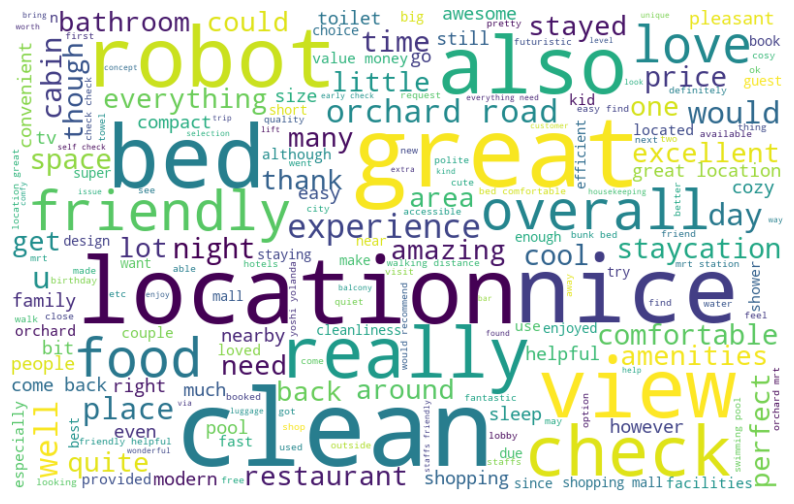 bring
worth
first
n
bathroom
could
toilet
choice
awesome
big
pretty
futuristic
level
unique
cosy
ok
pleasant
convenient
cabin
though
check check
concept
robot
stayed
time
still
go
value money
also
love
book
price
look
definitely
guest
everything
size
early check
request
everything need
kid
easy find
little
short
orchard road
one
would
located
thing
available
tv
towel
compact
quality
self check
trip
selection
lift
many
new
customer
next
two
space
super
bed
although
went
thank
easy
great
extra
polite
kind
cute
efficient
excellent
great location
location great
comfy
issue
see
friendly
city
area
accessible
bed comfortable
housekeeping
better
cozy
overall
day
way
get
design
lot
night
experience
staying
near
amazing
enough
cool
bunk bed
friend
staycation
mrt
u
want
able
hotels
make
walking distance
mrt station
birthday
made
etc
enjoy
mall
location
visit
try
nice
shower
family
close
balcony
quiet
bar
away
find
water
feel
walk
orchard
couple
nearby
yoshi yolanda
cleanliness
would recommend
found
use
enjoyed
comfortable
people
bit
food
loved
need
really
come
helpful
amenities
help
orchard mrt
come back
right
booked
back
around
fantastic
sleep
option
view
perfect
especially
well
via
place
much
luggage
got
shop
clean
staffs friendly
lobby
may
however
swimming pool
best
even
pool
fast
used
outside
due
staffs
check
quite
friendly helpful
wonderful
looking
provided
modern
free
restaurant
shopping
since
shopping mall
facilities